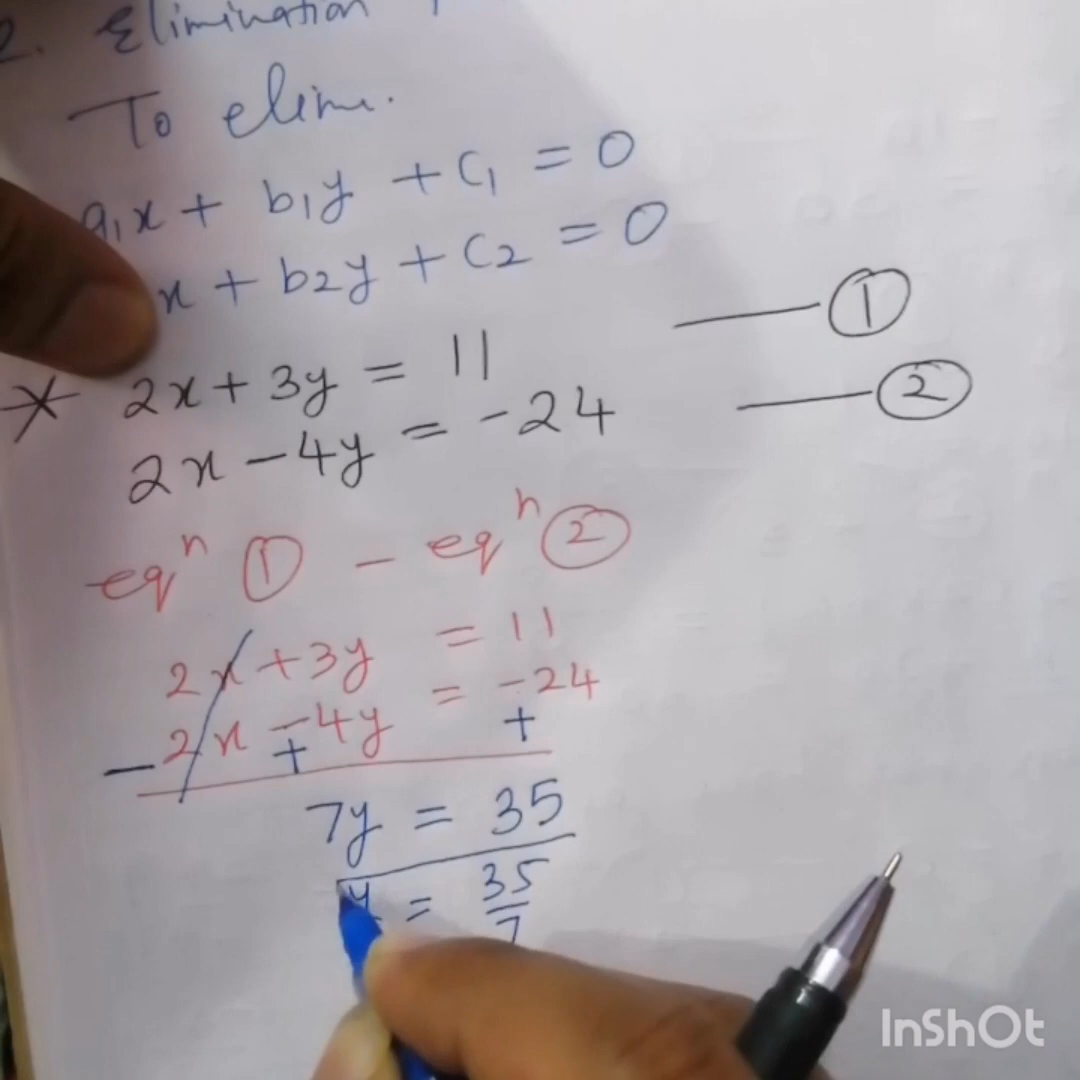 2. Elimination
To elim.
a₁x + b₁y + C₁ = 0
x + b₂y + C₂ = 0
* 2x + 3y = 11 —— ①
2x - 4y = -24 —— ②
eqⁿ ① - eqⁿ ②
2x + 3y = 11
2x - 4y = -24
- + +
7y = 35
y = 35/7
InShOt